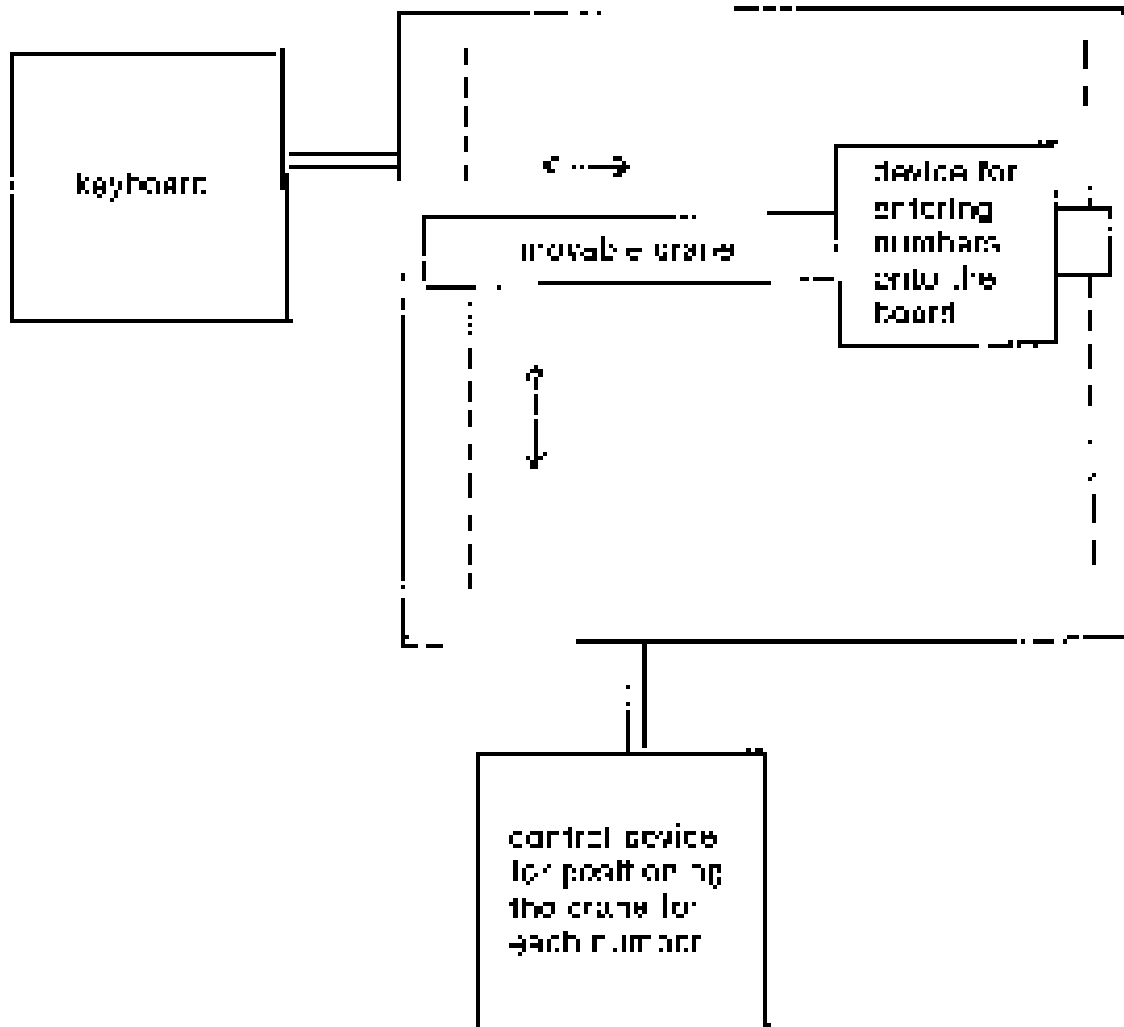 keyboard
device for
entering
numbers
onto the
board
movable crane
control device
for positioning
the crane for
each number